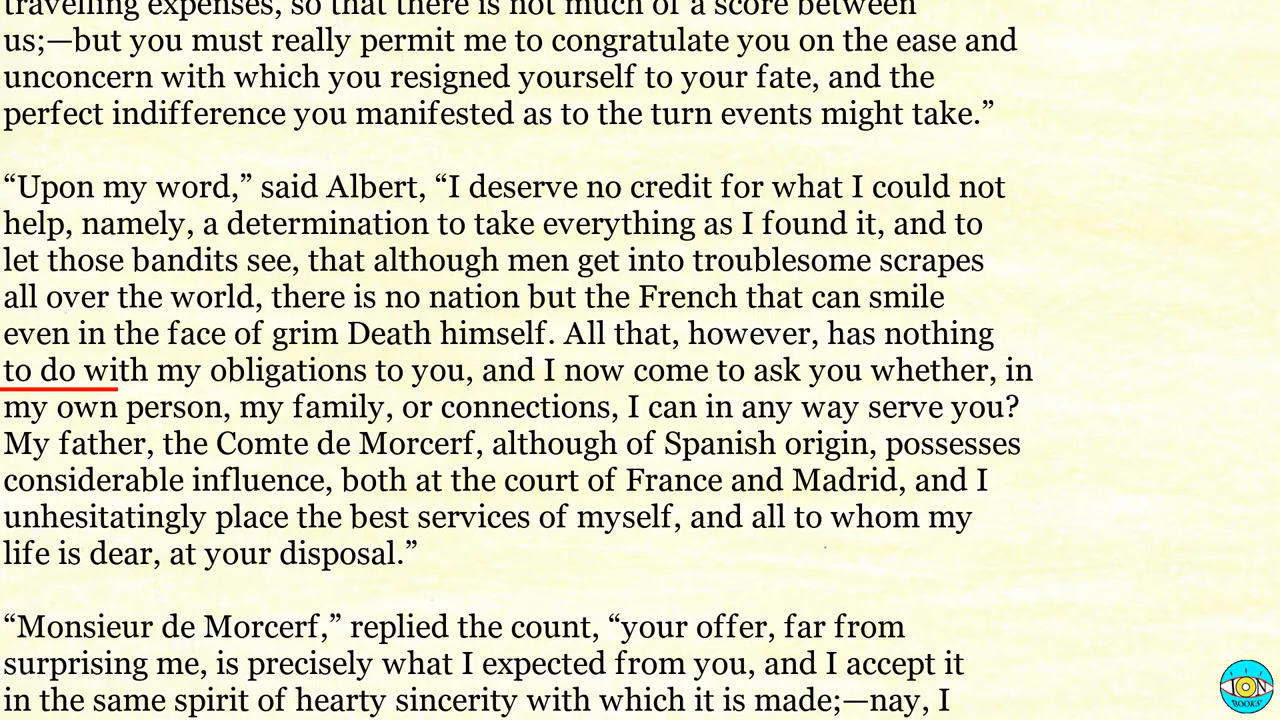 travelling expenses, so that there is not much of a score between
us;—but you must really permit me to congratulate you on the ease and
unconcern with which you resigned yourself to your fate, and the
perfect indifference you manifested as to the turn events might take.”
“Upon my word,” said Albert, “I deserve no credit for what I could not
help, namely, a determination to take everything as I found it, and to
let those bandits see, that although men get into troublesome scrapes
all over the world, there is no nation but the French that can smile
even in the face of grim Death himself. All that, however, has nothing
to do with my obligations to you, and I now come to ask you whether, in
my own person, my family, or connections, I can in any way serve you?
My father, the Comte de Morcerf, although of Spanish origin, possesses
considerable influence, both at the court of France and Madrid, and I
unhesitatingly place the best services of myself, and all to whom my
life is dear, at your disposal.”
“Monsieur de Morcerf,” replied the count, “your offer, far from
surprising me, is precisely what I expected from you, and I accept it
in the same spirit of hearty sincerity with which it is made;—nay, I
ION
BOOKS